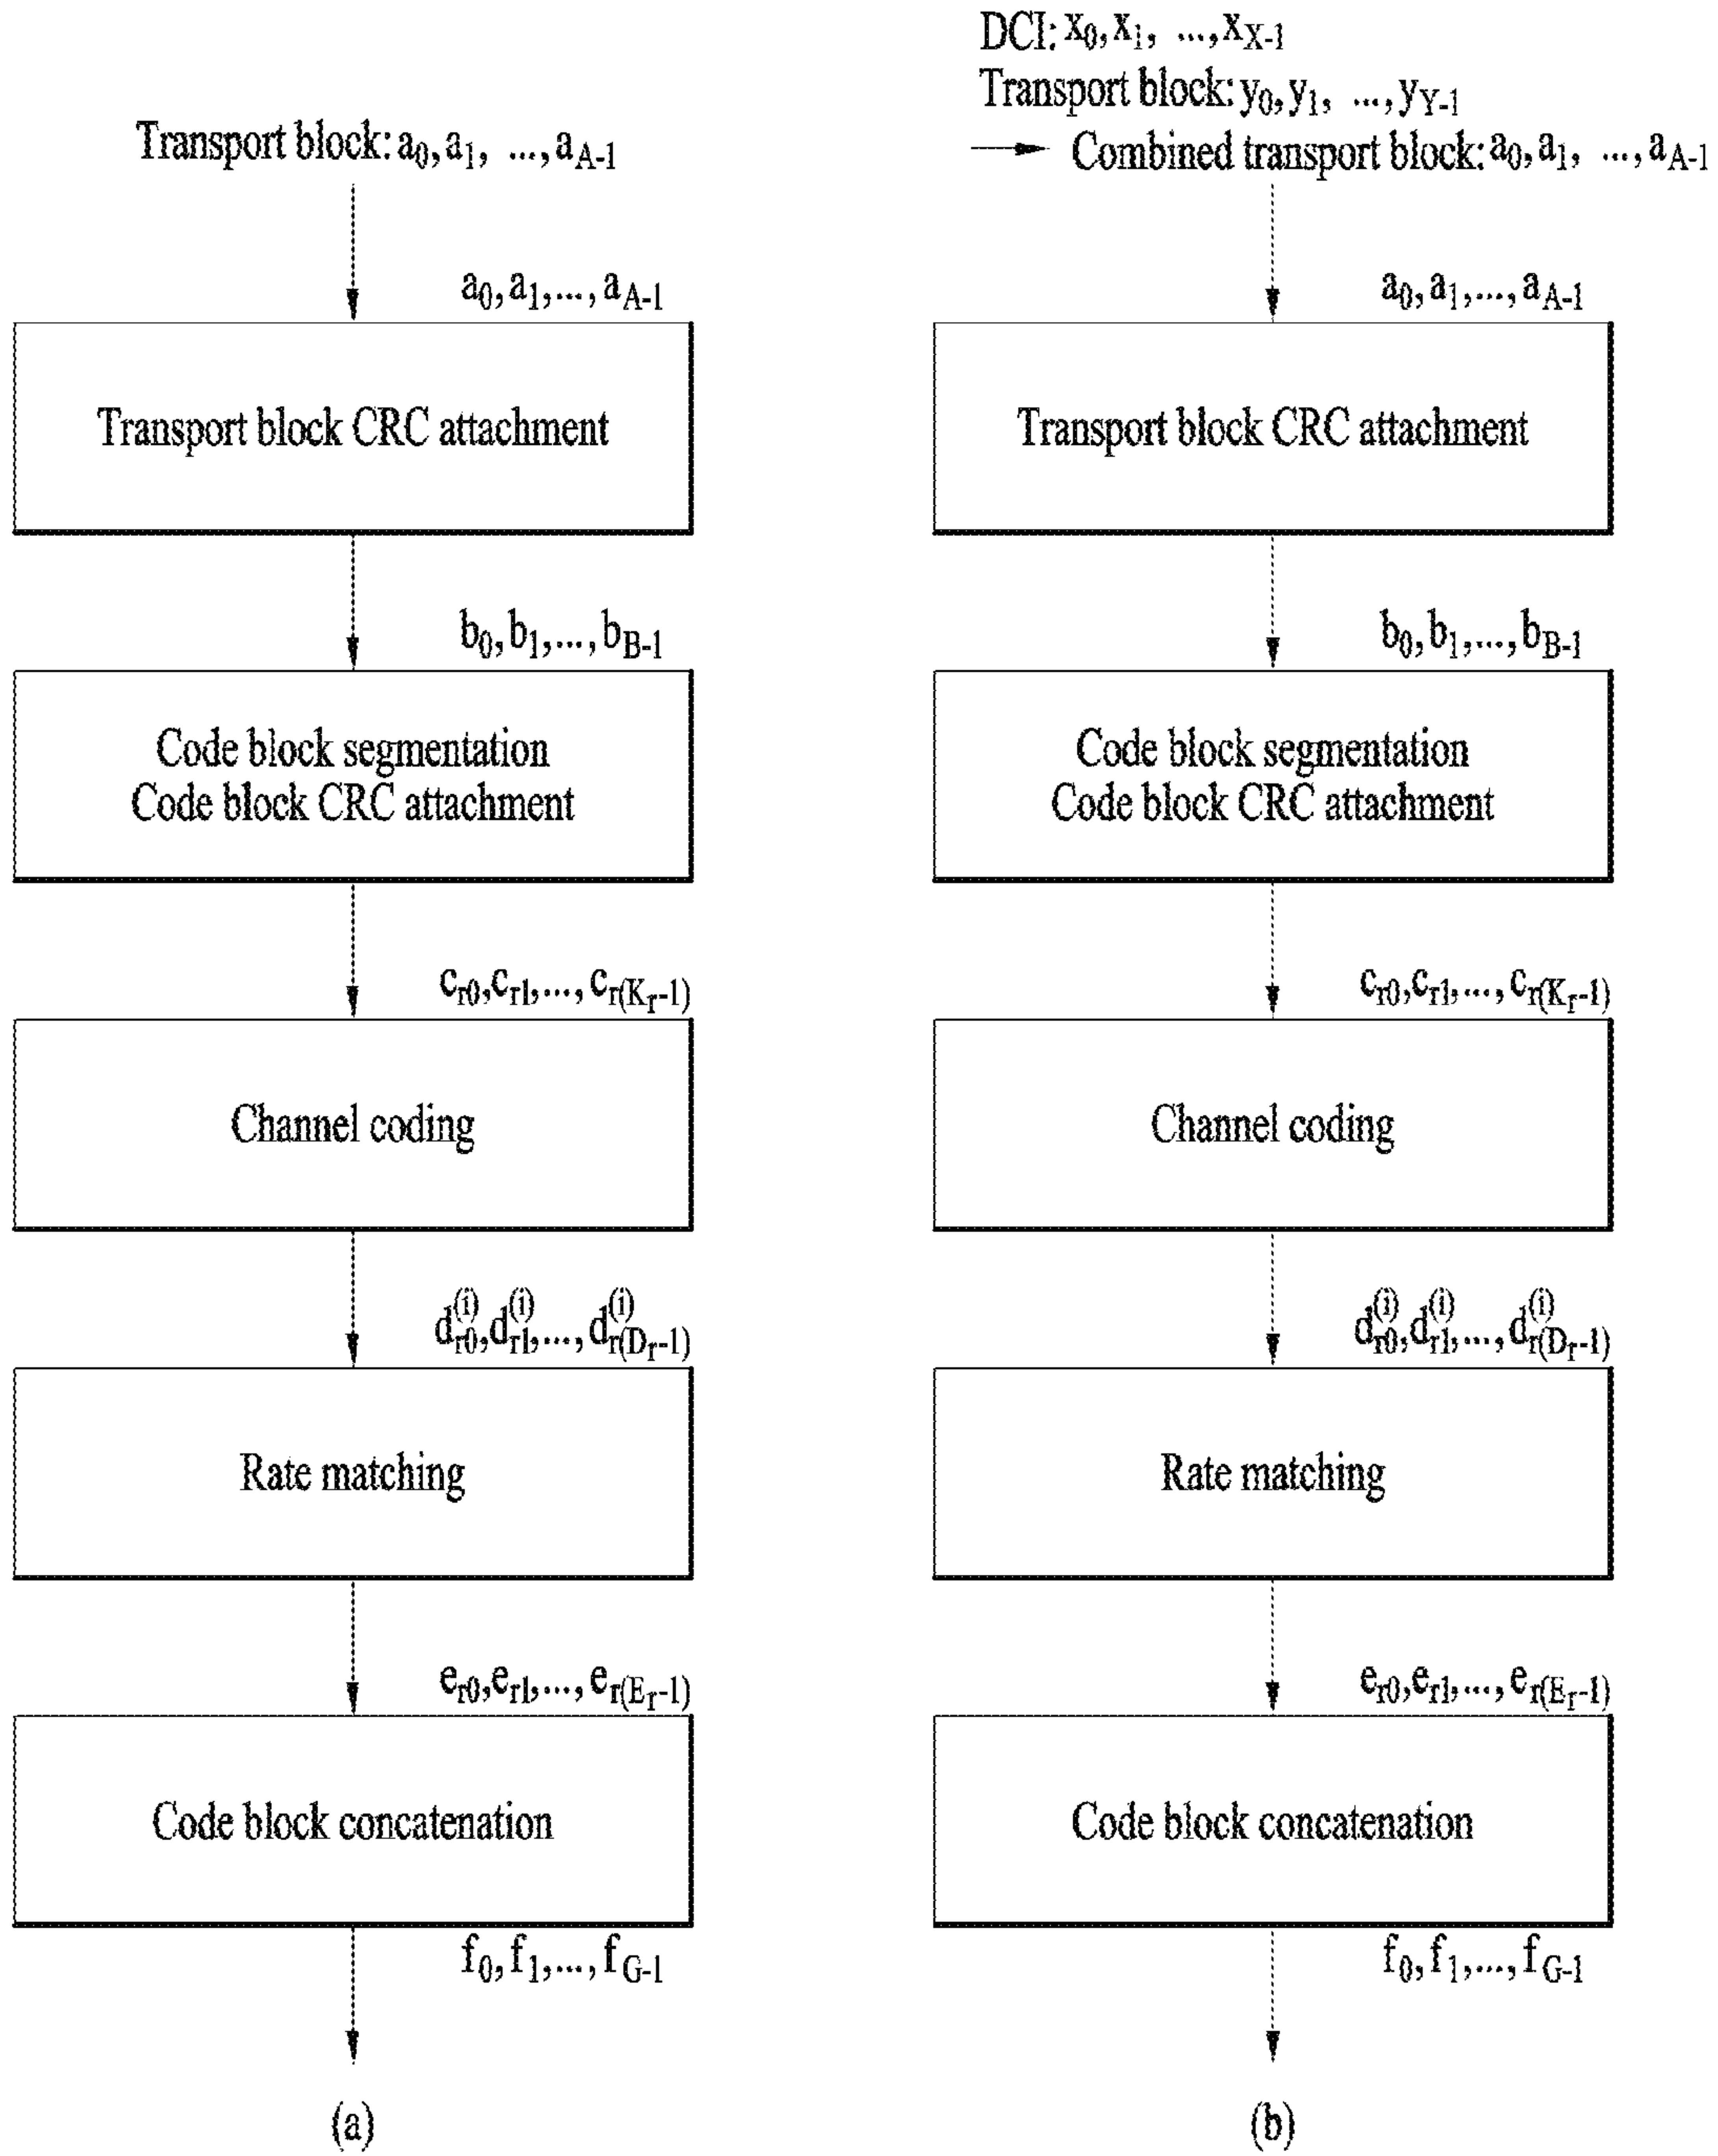 Transport block: a0, a1, ..., aA-1
a0, a1, ..., aA-1
Transport block CRC attachment
b0, b1, ..., bB-1
Code block segmentation
Code block CRC attachment
cr0, cr1, ..., cr(Kr-1)
Channel coding
d(i)r0, d(i)r1, ..., d(i)r(Dr-1)
Rate matching
er0, er1, ..., er(Er-1)
Code block concatenation
f0, f1, ..., fG-1
(a)
DCI: x0, x1, ..., xX-1
Transport block: y0, y1, ..., yY-1
Combined transport block: a0, a1, ..., aA-1
a0, a1, ..., aA-1
Transport block CRC attachment
b0, b1, ..., bB-1
Code block segmentation
Code block CRC attachment
cr0, cr1, ..., cr(Kr-1)
Channel coding
d(i)r0, d(i)r1, ..., d(i)r(Dr-1)
Rate matching
er0, er1, ..., er(Er-1)
Code block concatenation
f0, f1, ..., fG-1
(b)